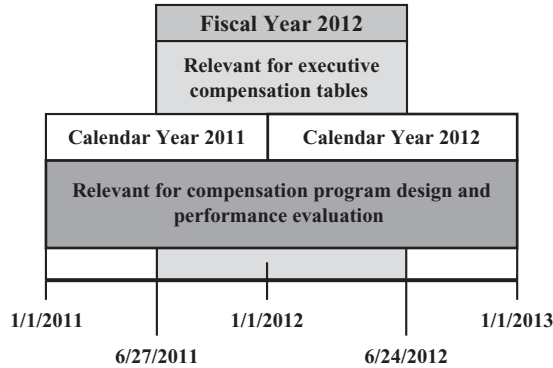 Fiscal Year 2012
Relevant for executive
compensation tables
Calendar Year 2011
Calendar Year 2012
Relevant for compensation program design and
performance evaluation
1/1/2011
1/1/2012
1/1/2013
6/27/2011
6/24/2012